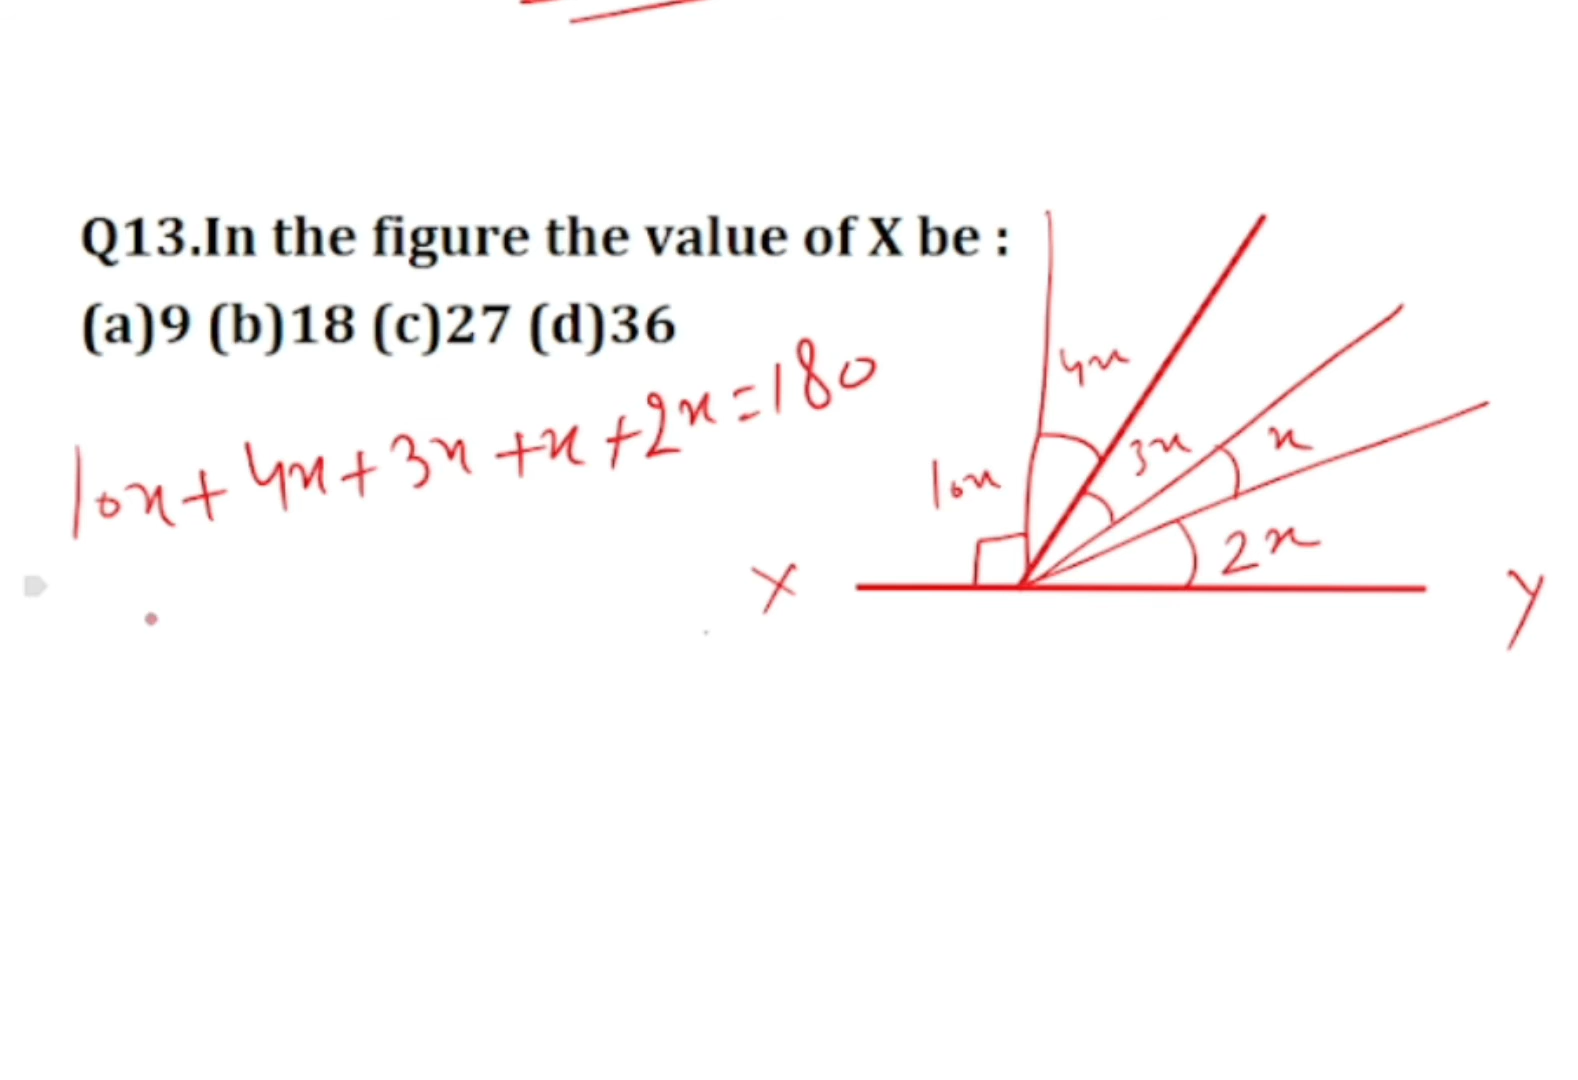 Q13.In the figure the value of X be :
(a)9 (b)18 (c)27 (d)36
10x+4x+3x+x+2x=180
4x
3x
x
10x
2x
X
y